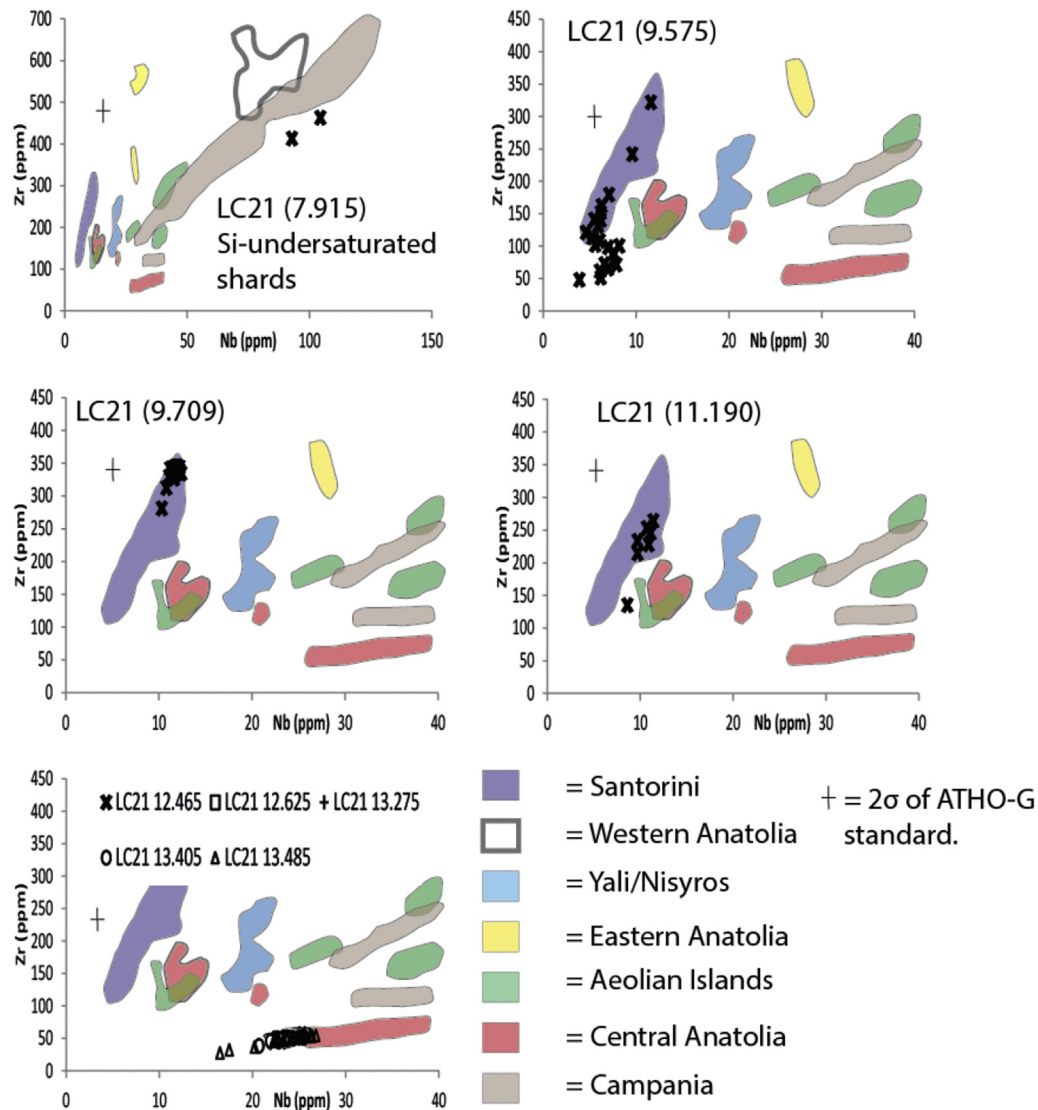 700
600
500
400
300
200
100
0
Zr (ppm)
LC21 (7.915)
Si-undersaturated
shards
0 50 100 150
Nb (ppm)
LC21 (9.575)
450
400
350
300
250
200
150
100
50
0
Zr (ppm)
0 10 20 30 40
Nb (ppm)
LC21 (9.709)
450
400
350
300
250
200
150
100
50
0
Zr (ppm)
0 10 20 30 40
Nb (ppm)
LC21 (11.190)
450
400
350
300
250
200
150
100
50
0
Zr (ppm)
0 10 20 30 40
Nb (ppm)
450
400
350
300
250
200
150
100
50
0
Zr (ppm)
LC21 12.465 LC21 12.625 LC21 13.275
LC21 13.405 LC21 13.485
0 10 20 30 40
Nb (ppm)
= Santorini
= Western Anatolia
= Yali/Nisyros
= Eastern Anatolia
= Aeolian Islands
= Central Anatolia
= Campania
= 2σ of ATHO-G
standard.